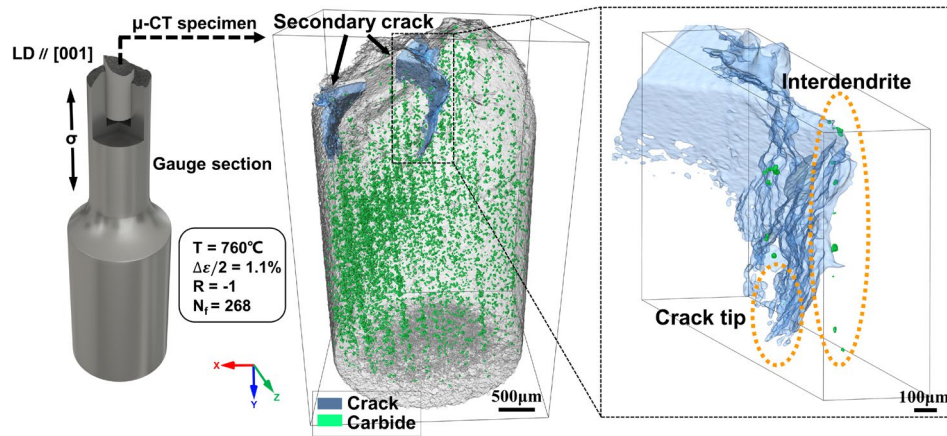 μ-CT specimen
LD // [001]
σ
Gauge section
T = 760℃
Δε/2 = 1.1%
R = -1
Nf = 268
X
Y
Z
Secondary crack
Crack
Carbide
500μm
Interdendrite
Crack tip
100μm